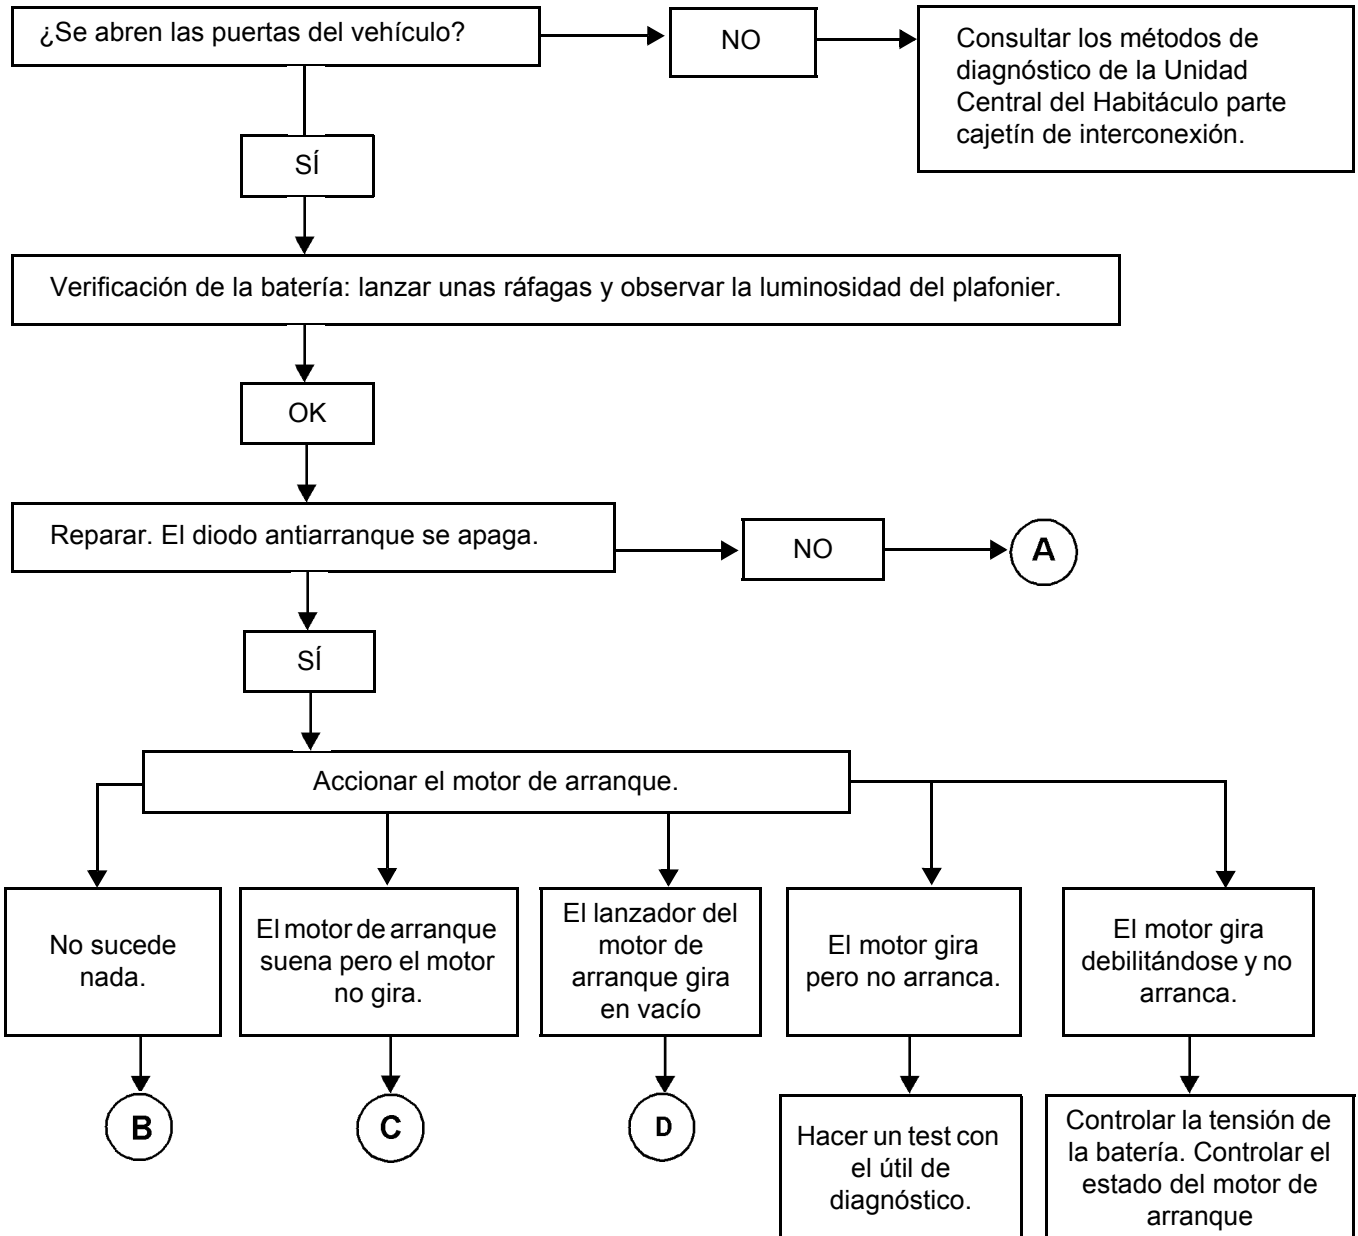 ¿Se abren las puertas del vehículo?
NO
Consultar los métodos de
diagnóstico de la Unidad
Central del Habitáculo parte
cajetín de interconexión.
SÍ
Verificación de la batería: lanzar unas ráfagas y observar la luminosidad del plafonier.
OK
Reparar. El diodo antiarranque se apaga.
NO
A
SÍ
Accionar el motor de arranque.
No sucede
nada.
El motor de arranque
suena pero el motor
no gira.
El lanzador del
motor de
arranque gira
en vacío
El motor gira
pero no arranca.
El motor gira
debilitándose y no
arranca.
B
C
D
Hacer un test con
el útil de
diagnóstico.
Controlar la tensión de
la batería. Controlar el
estado del motor de
arranque